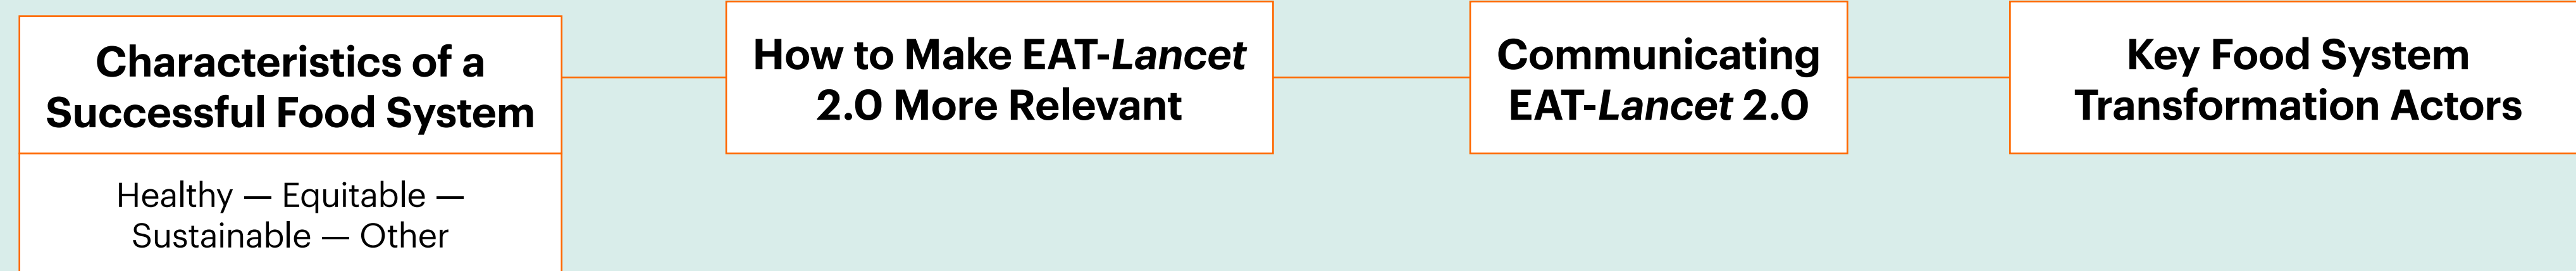 Characteristics of a
Successful Food System
Healthy — Equitable —
Sustainable — Other
How to Make EAT-Lancet
2.0 More Relevant
Communicating
EAT-Lancet 2.0
Key Food System
Transformation Actors